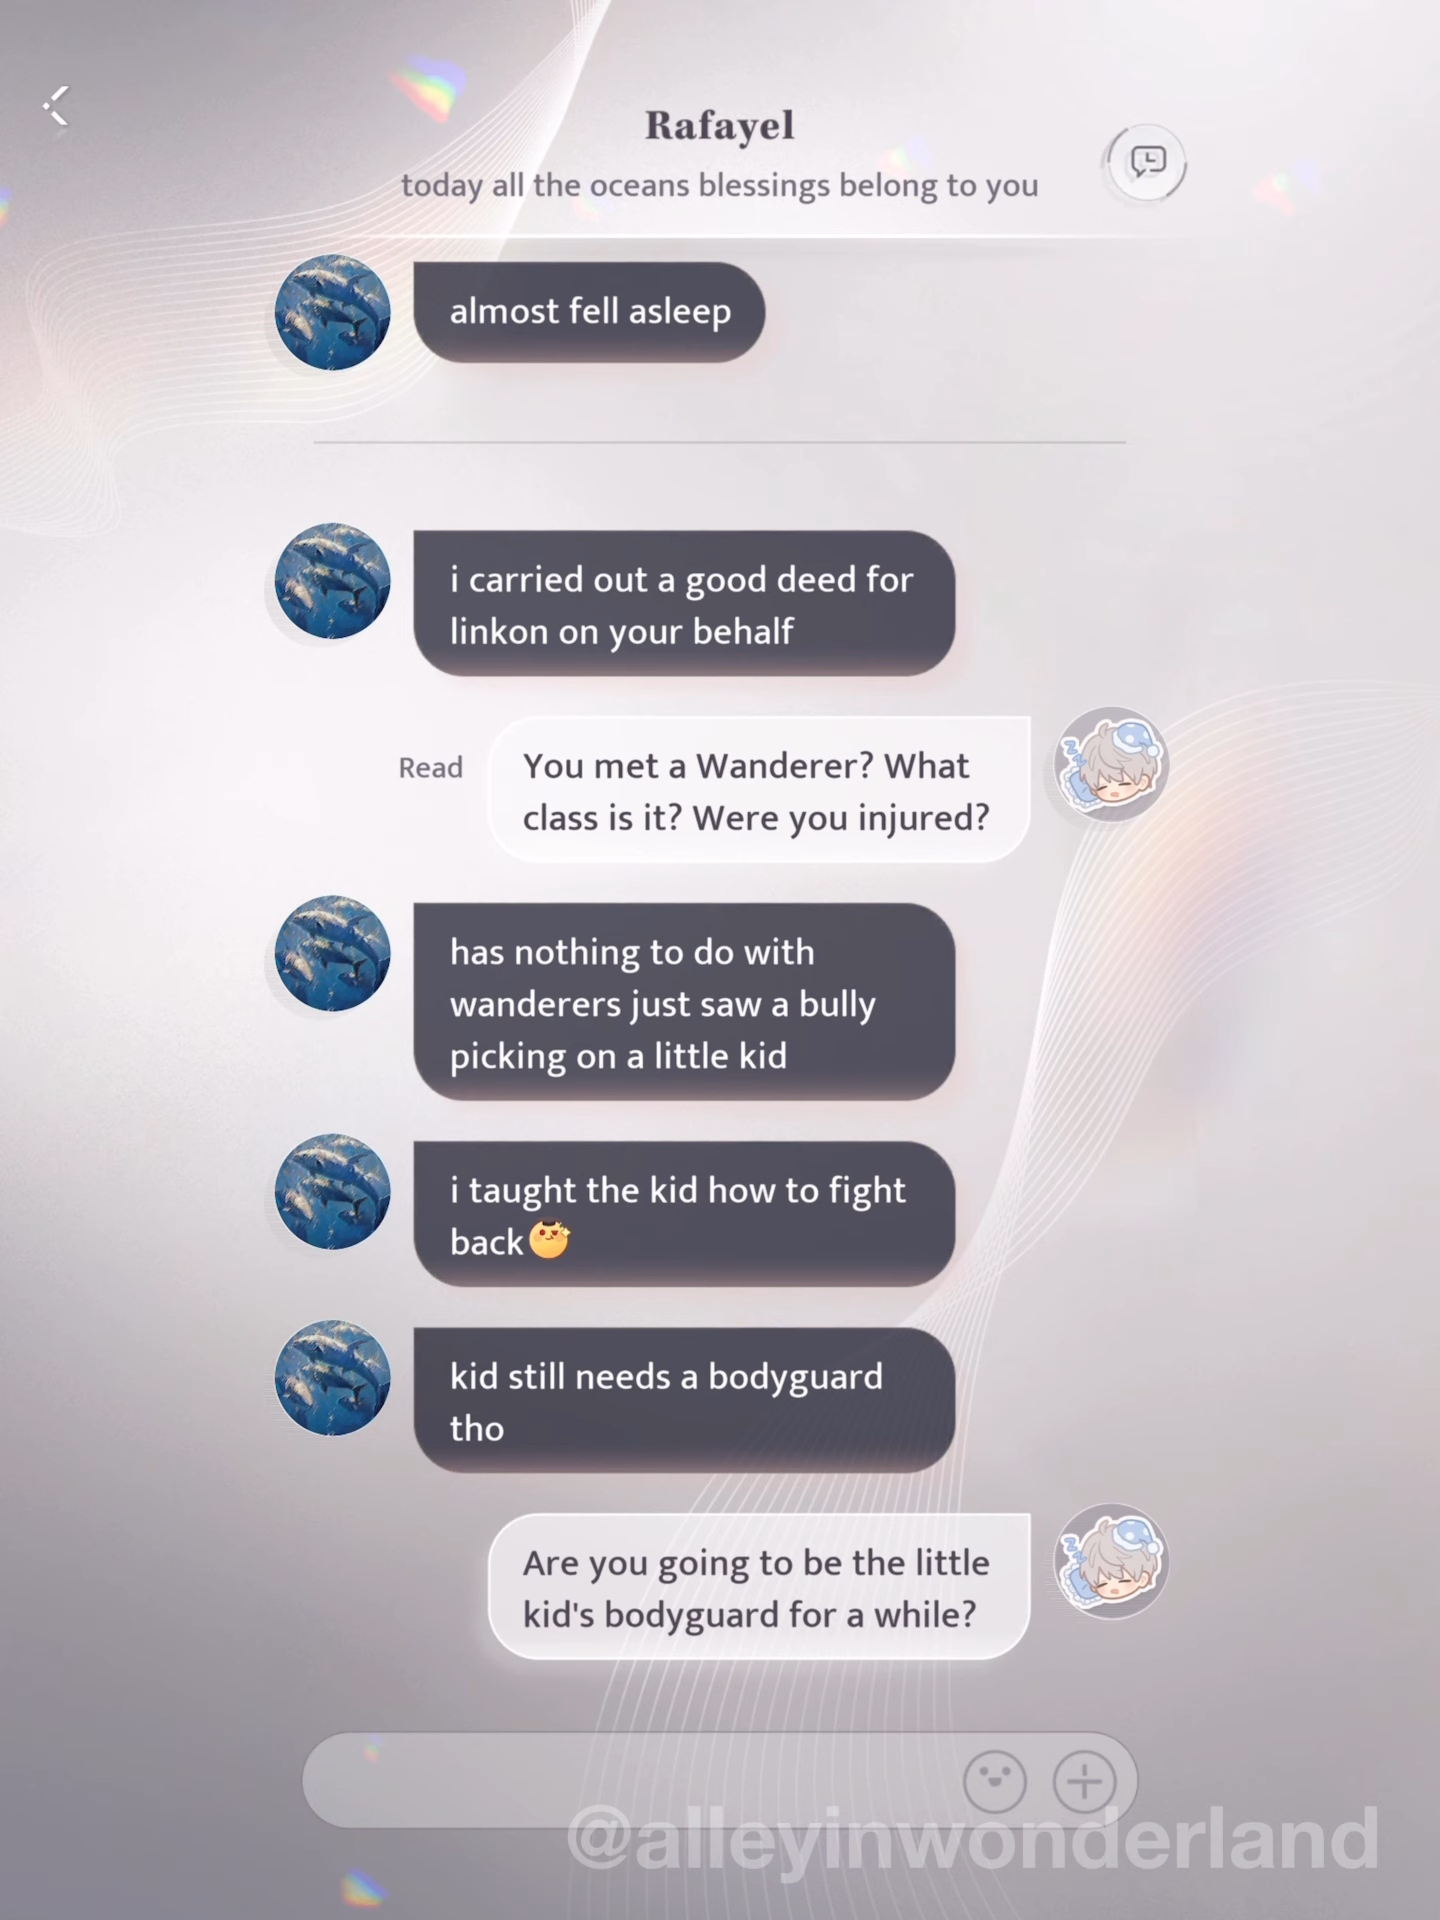 Rafayel
today all the oceans blessings belong to you
almost fell asleep
i carried out a good deed for
linkon on your behalf
Read
You met a Wanderer? What
class is it? Were you injured?
has nothing to do with
wanderers just saw a bully
picking on a little kid
i taught the kid how to fight
back
kid still needs a bodyguard
tho
Are you going to be the little
kid's bodyguard for a while?
@alleyinwonderland